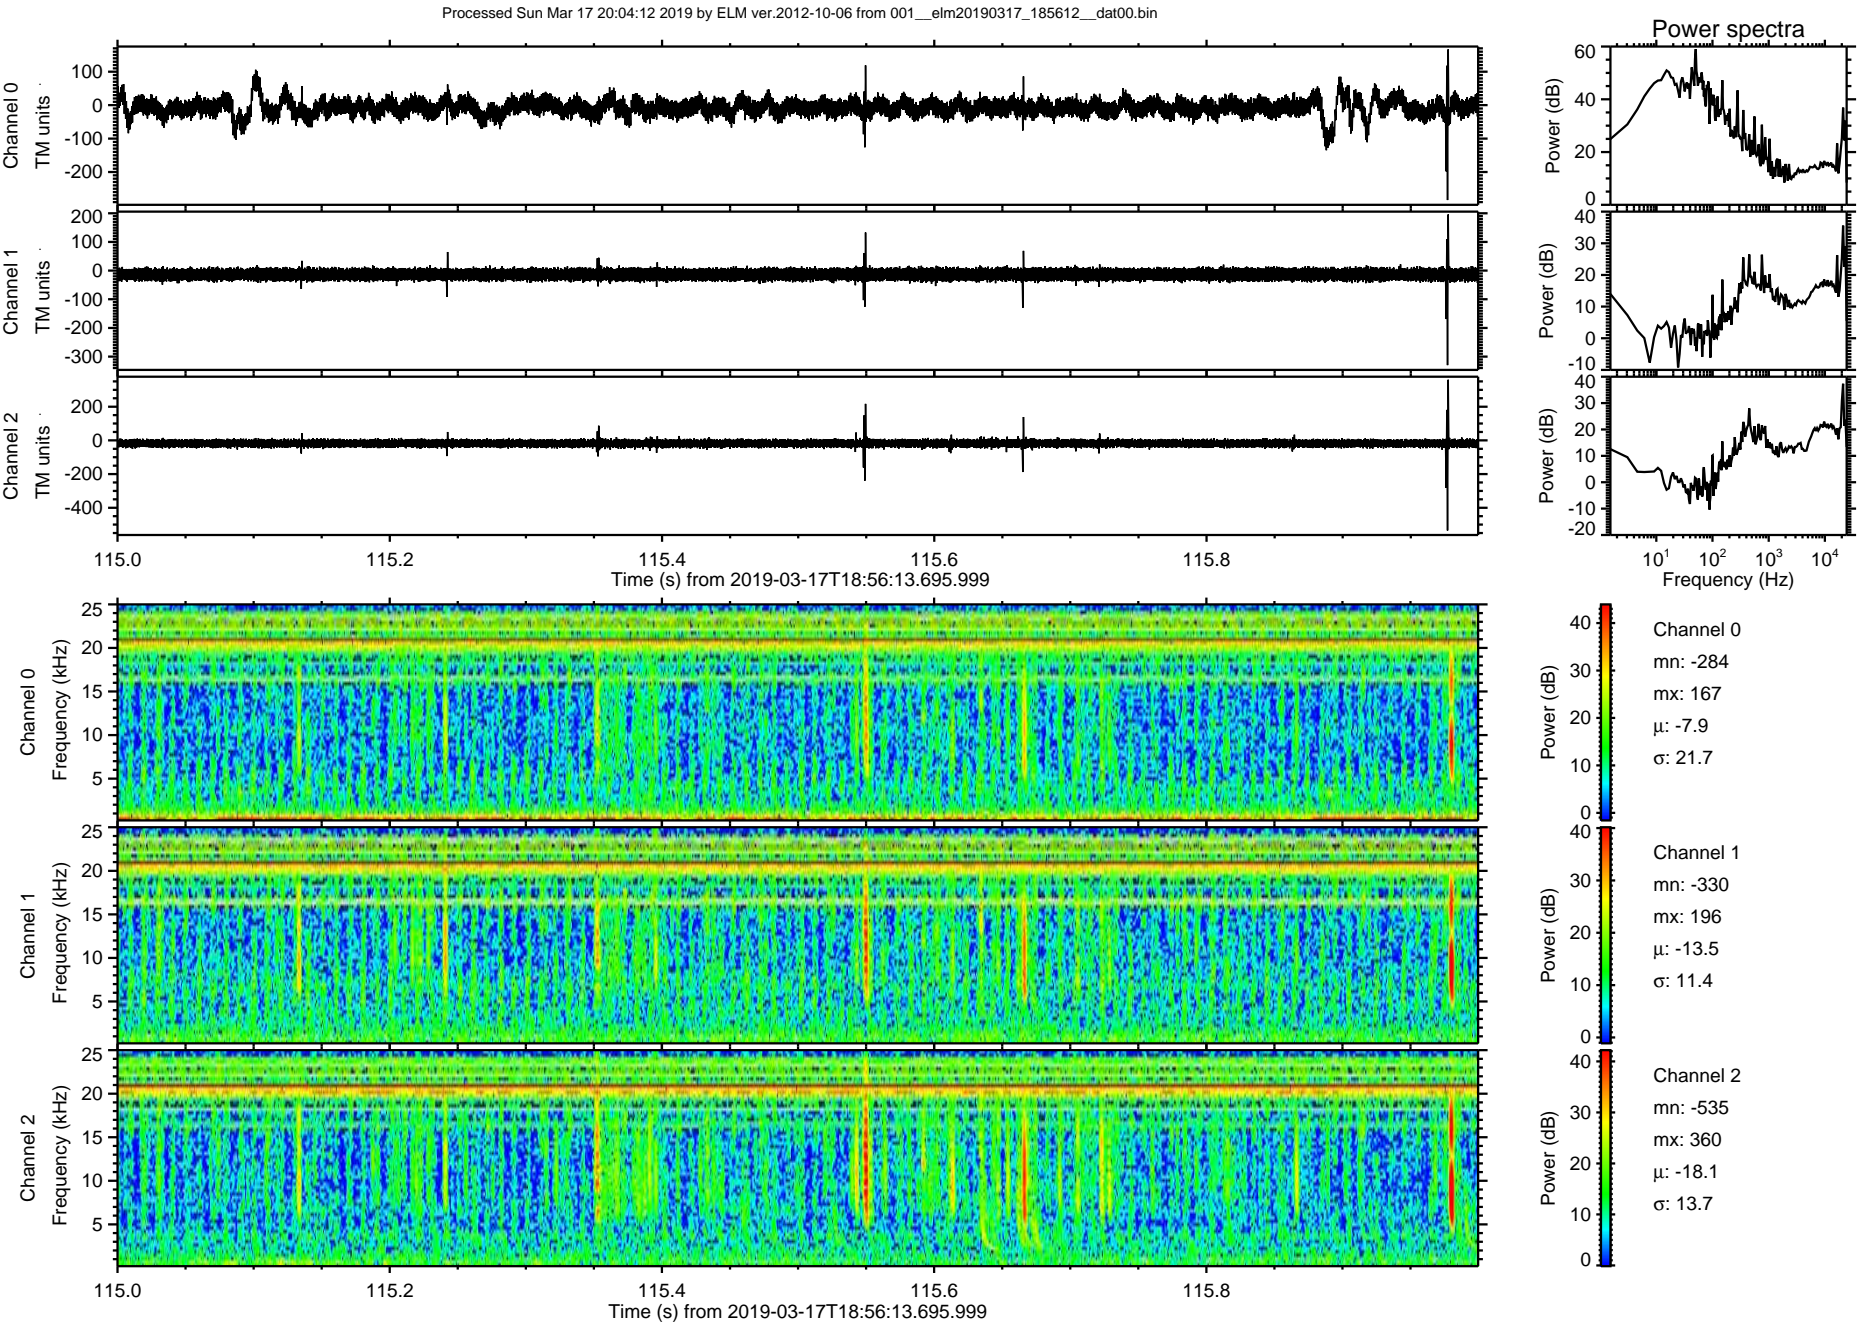 Processed Sun Mar 17 20:04:12 2019 by ELM ver.2012-10-06 from 001__elm20190317_185612__dat00.bin
Power spectra
Channel 0
TM units
100
0
-100
-200
Power (dB)
60
40
20
0
Channel 1
TM units
200
100
0
-100
-200
-300
Power (dB)
40
30
20
10
0
-10
Channel 2
TM units
200
0
-200
-400
Power (dB)
40
30
20
10
0
-10
-20
115.0 115.2 115.4 115.6 115.8
Time (s) from 2019-03-17T18:56:13.695.999
10¹ 10² 10³ 10⁴
Frequency (Hz)
Channel 0
Frequency (kHz)
25
20
15
10
5
Power (dB)
40
30
20
10
0
Channel 0
mn: -284
mx: 167
μ: -7.9
σ: 21.7
Channel 1
Frequency (kHz)
25
20
15
10
5
Power (dB)
40
30
20
10
0
Channel 1
mn: -330
mx: 196
μ: -13.5
σ: 11.4
Channel 2
Frequency (kHz)
25
20
15
10
5
Power (dB)
40
30
20
10
0
Channel 2
mn: -535
mx: 360
μ: -18.1
σ: 13.7
115.0 115.2 115.4 115.6 115.8
Time (s) from 2019-03-17T18:56:13.695.999